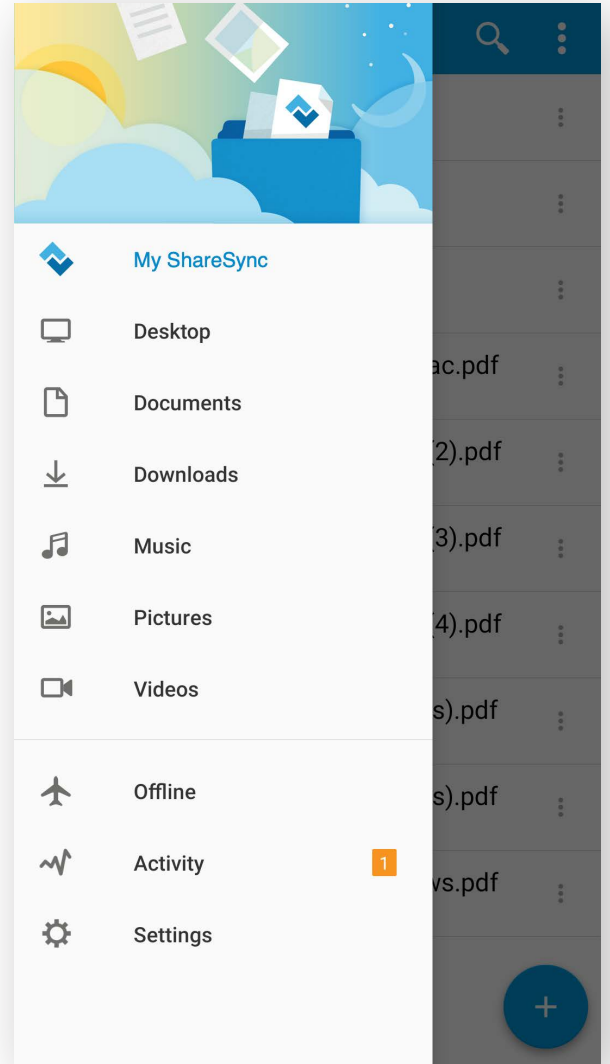 My ShareSync
Desktop
Documents
Downloads
Music
Pictures
Videos
Offline
Activity 1
Settings
ac.pdf
(2).pdf
(3).pdf
(4).pdf
s).pdf
s).pdf
ws.pdf